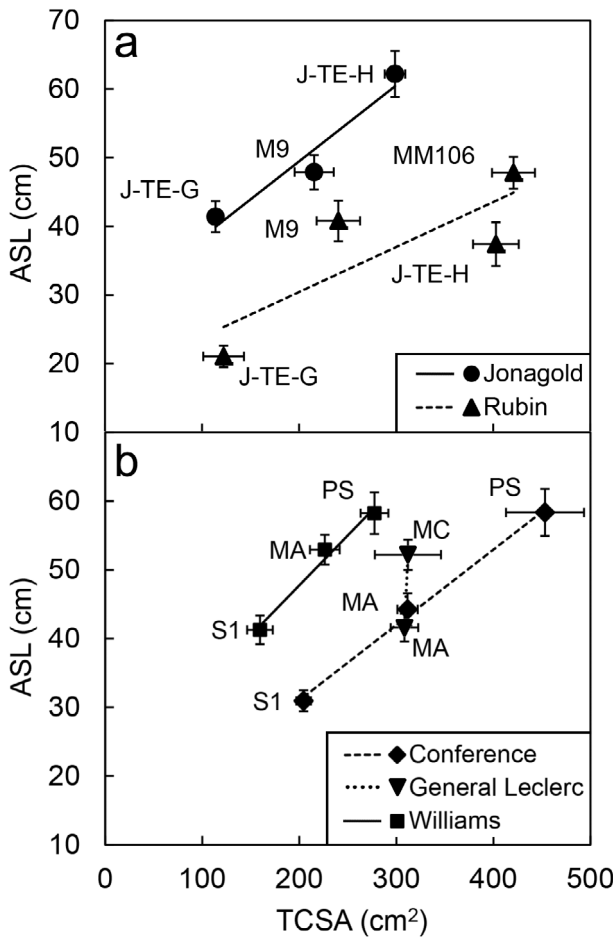 70
a
60
J-TE-H
50
M9
MM106
J-TE-G
40
M9
ASL (cm)
J-TE-H
30
20
J-TE-G
Jonagold
Rubin
10
b
60
PS
PS
MC
50
MA
ASL (cm)
MA
40
S1
MA
30
S1
20
Conference
General Leclerc
Williams
10
0 100 200 300 400 500
TCSA (cm²)